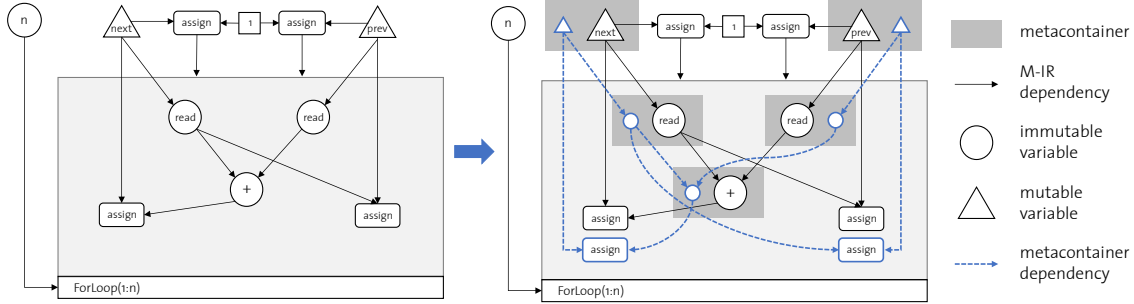 n
next
assign
1
assign
prev
read
read
+
assign
assign
ForLoop(1:n)
n
next
assign
1
assign
prev
read
read
+
assign
assign
assign
assign
ForLoop(1:n)
metacontainer
M-IR
dependency
immutable
variable
mutable
variable
metacontainer
dependency